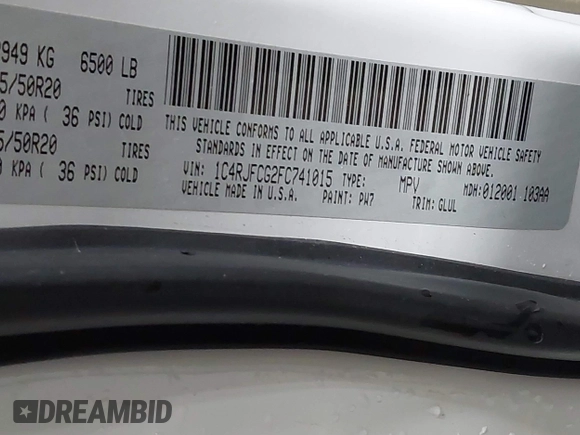 949 KG 6500 LB
5/50R20 TIRES
0 KPA ( 36 PSI) COLD
5/50R20 TIRES
0 KPA ( 36 PSI) COLD
THIS VEHICLE CONFORMS TO ALL APPLICABLE U.S.A. FEDERAL MOTOR VEHICLE SAFETY
STANDARDS IN EFFECT ON THE DATE OF MANUFACTURE SHOWN ABOVE.
VIN: 1C4RJFCG2FC741015 TYPE: MPV MDH:012001 103AA
VEHICLE MADE IN U.S.A. PAINT: PW7 TRIM: GLUL
DREAMBID